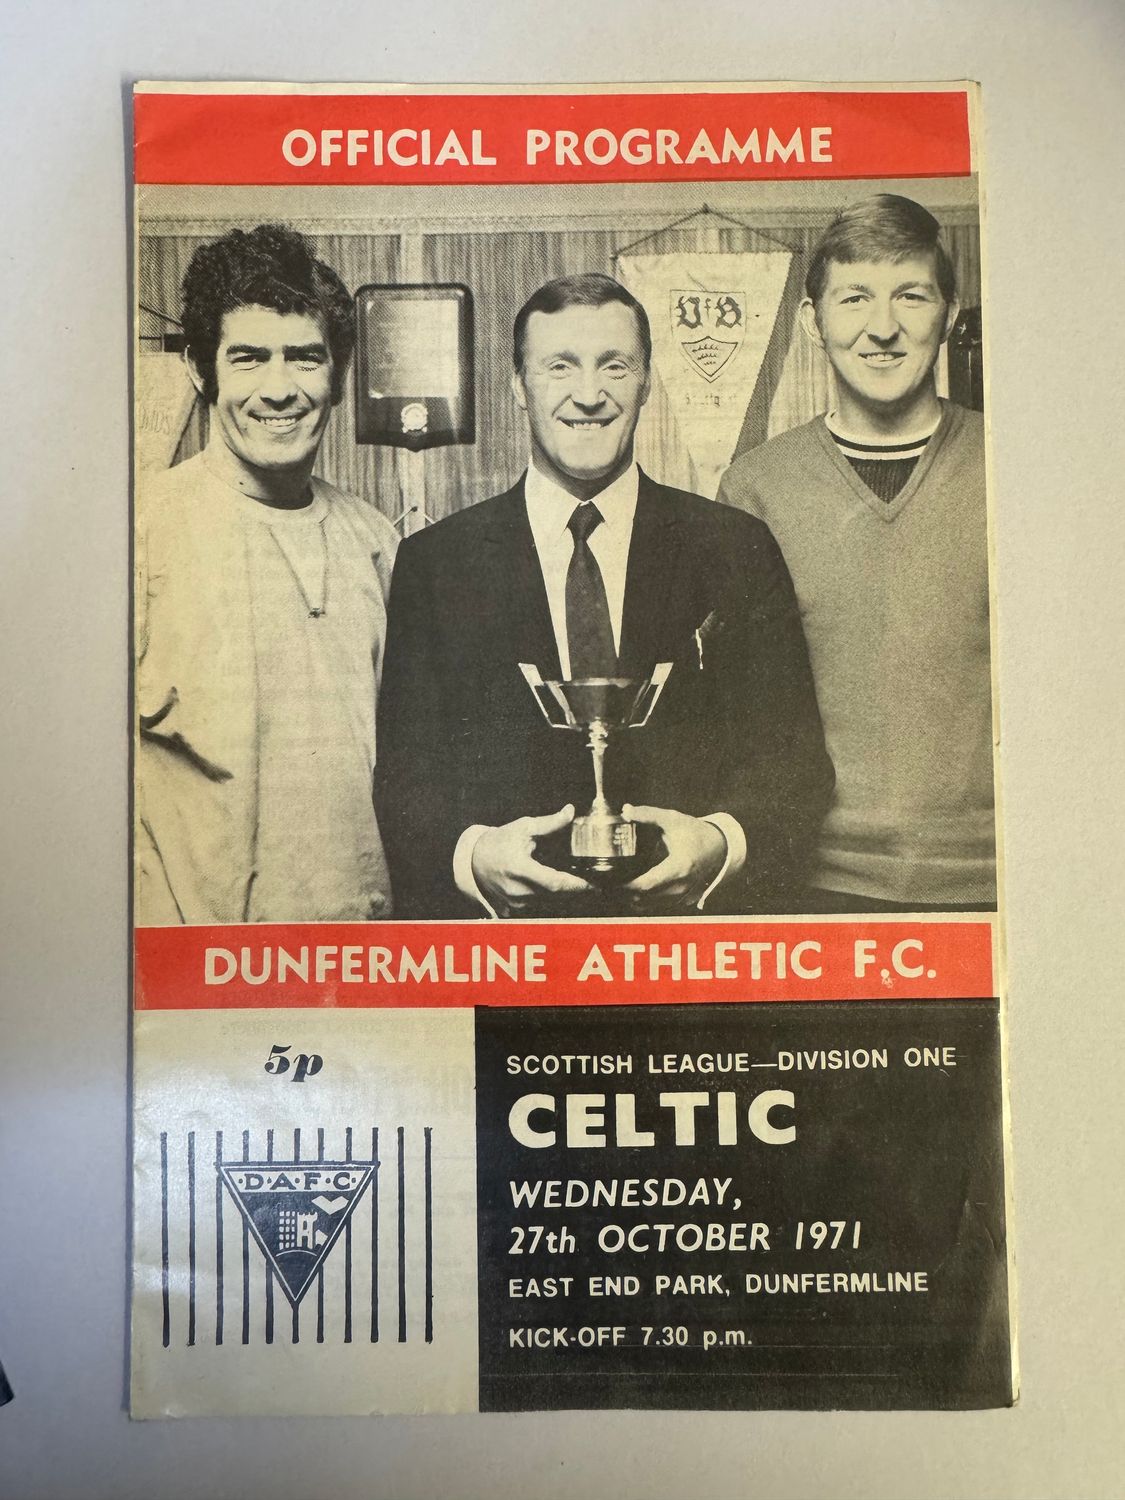 OFFICIAL PROGRAMME
VfB
DUNFERMLINE ATHLETIC F.C.
5p
D·A·F·C
SCOTTISH LEAGUE—DIVISION ONE
CELTIC
WEDNESDAY,
27th OCTOBER 1971
EAST END PARK, DUNFERMLINE
KICK-OFF 7.30 p.m.